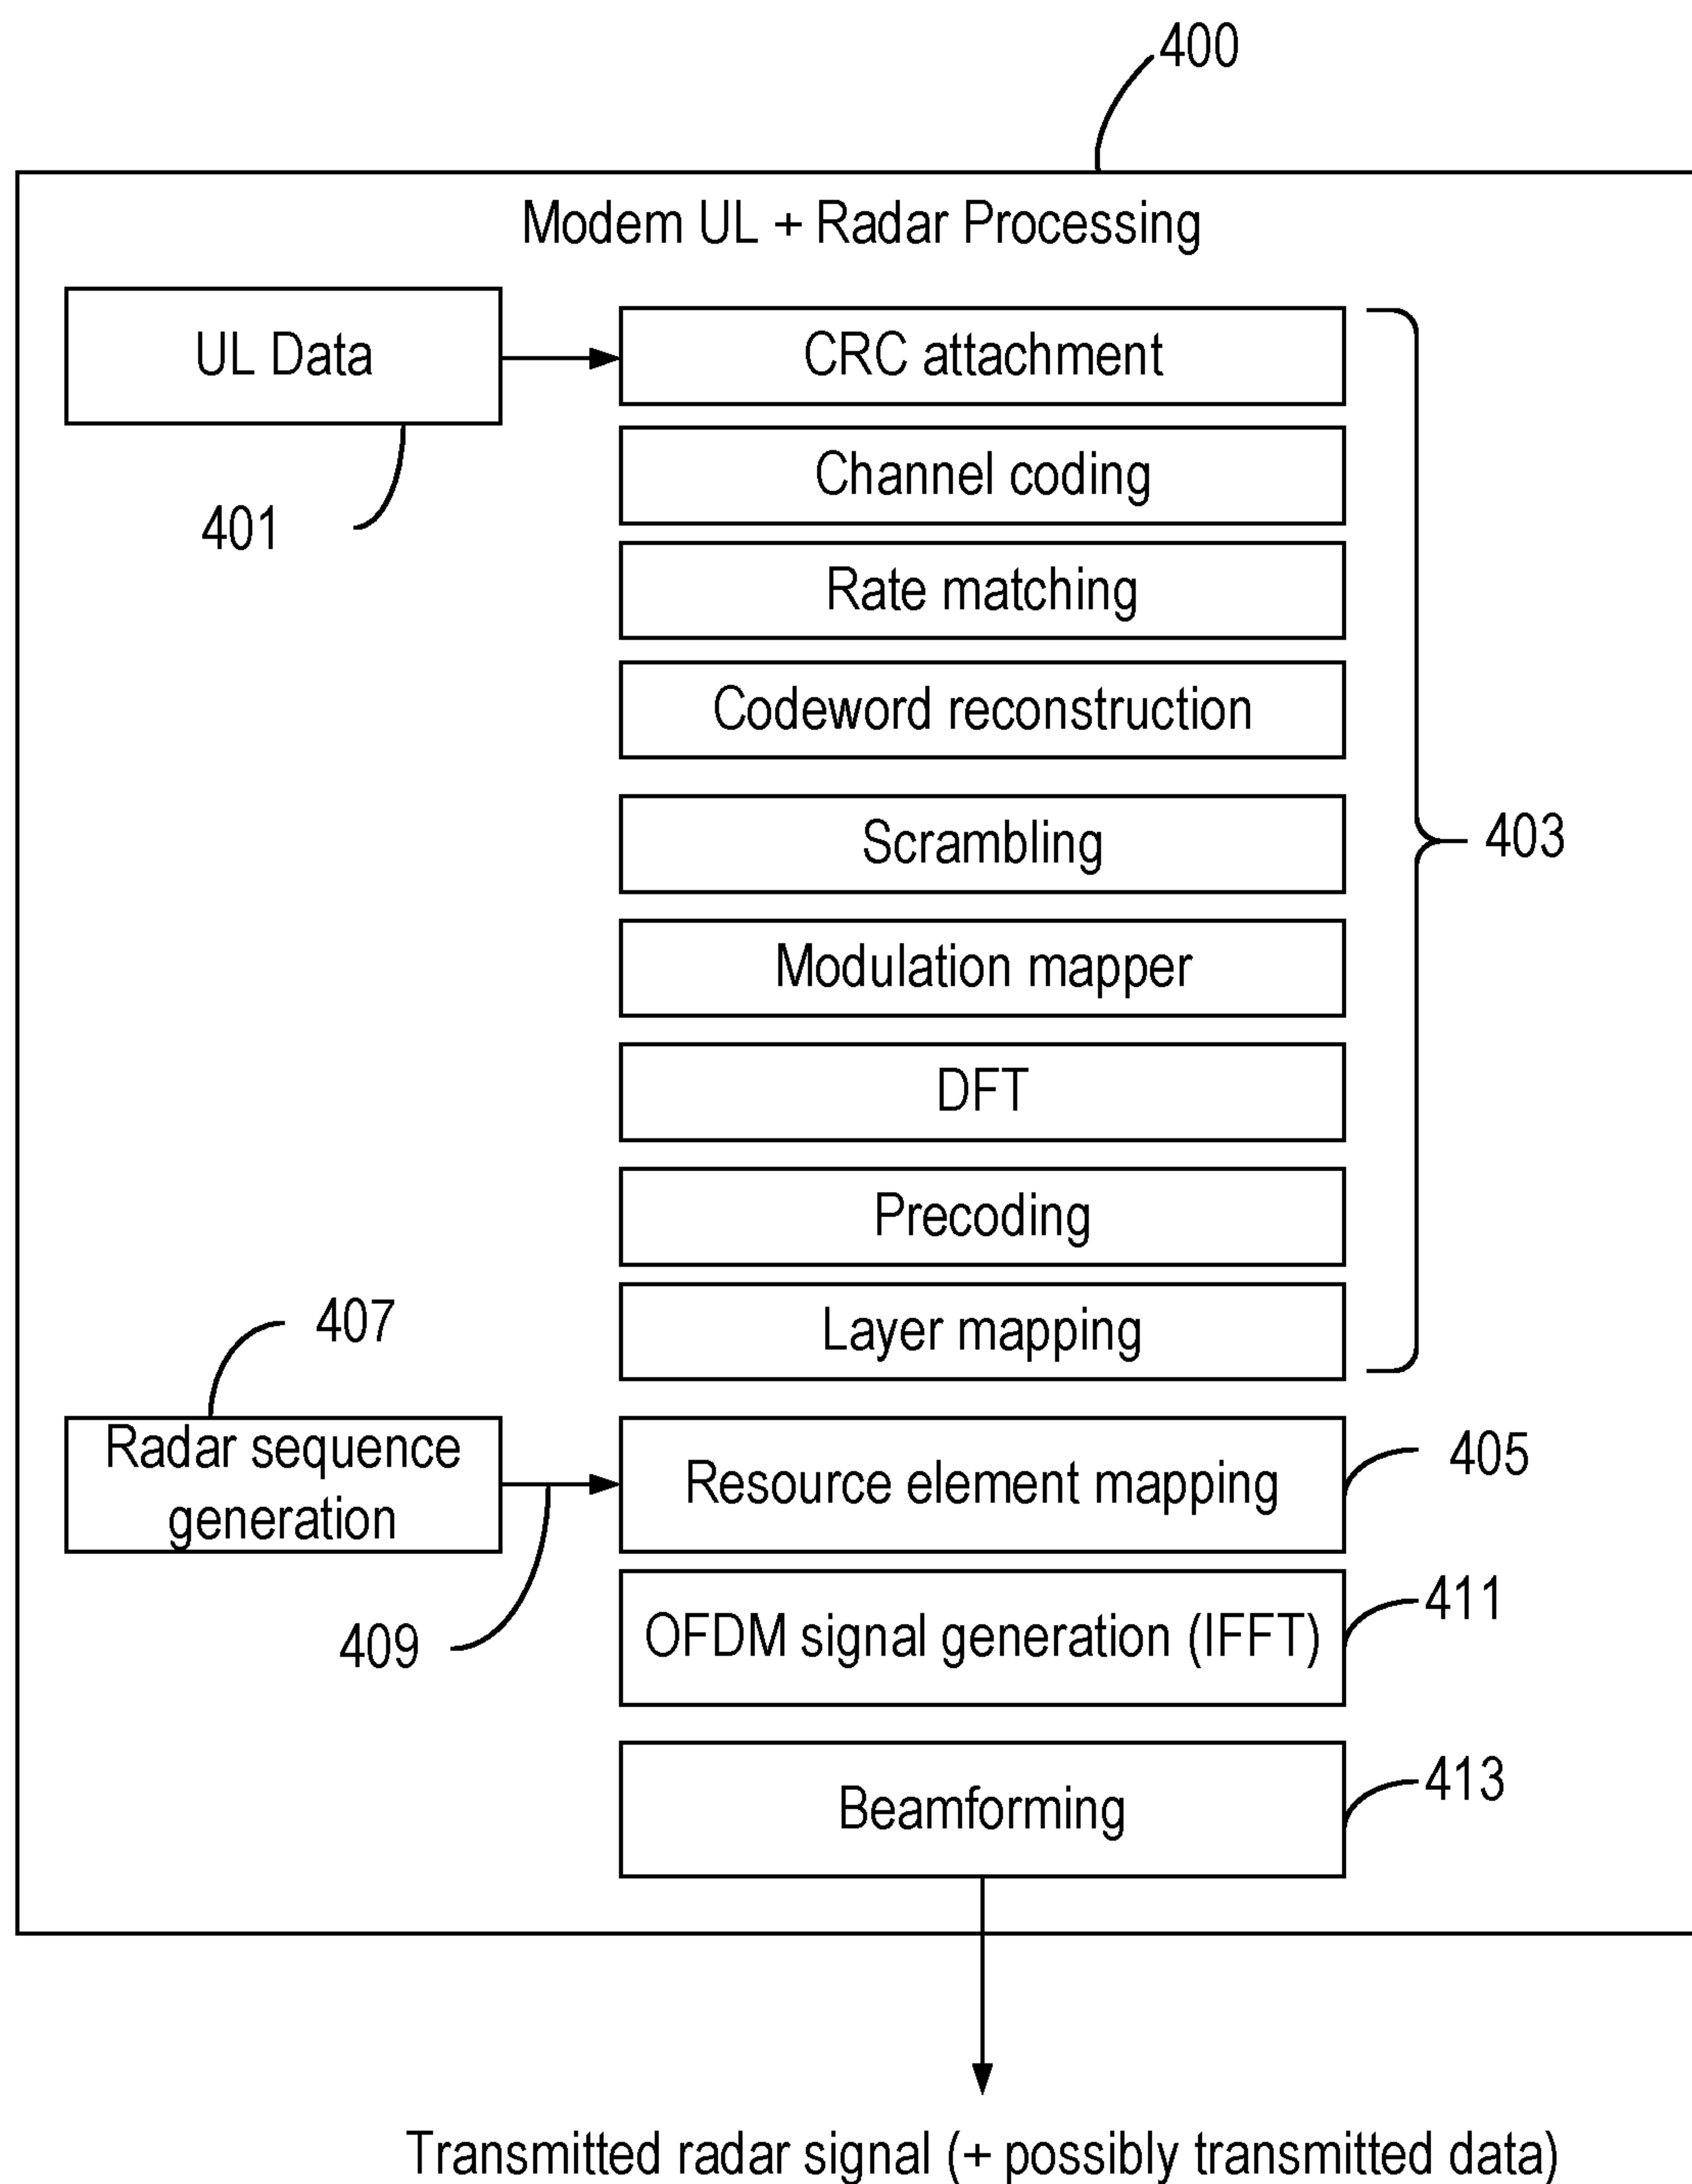 400
Modem UL + Radar Processing
UL Data
CRC attachment
401
Channel coding
Rate matching
Codeword reconstruction
Scrambling
403
Modulation mapper
DFT
Precoding
Layer mapping
407
Radar sequence
generation
Resource element mapping
405
409
OFDM signal generation (IFFT)
411
Beamforming
413
Transmitted radar signal (+ possibly transmitted data)